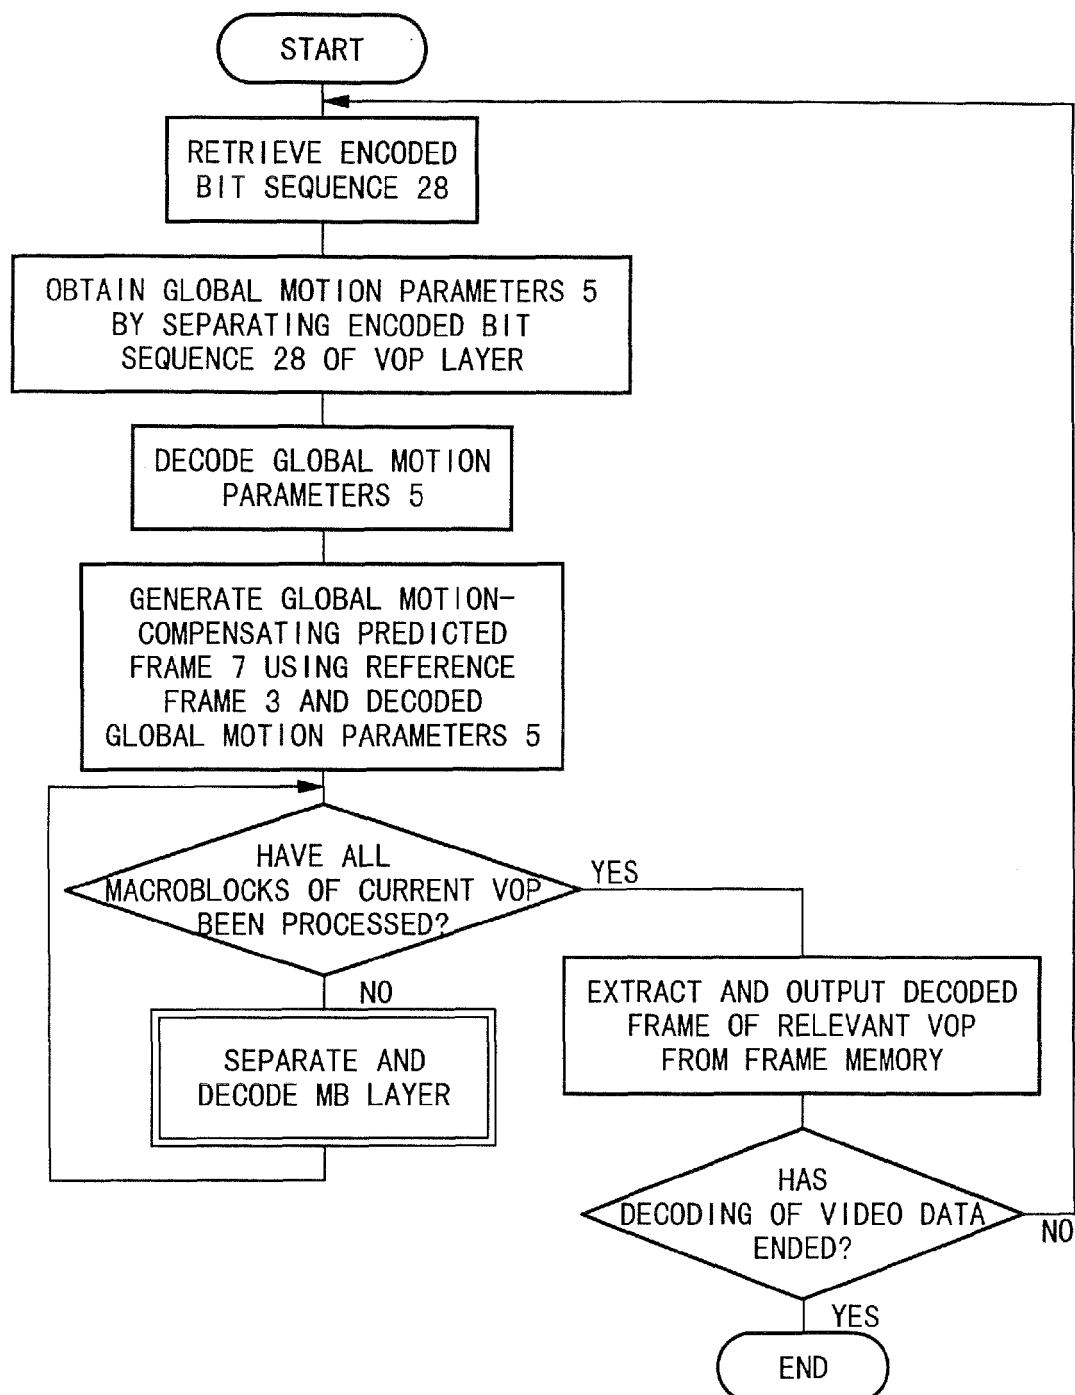 START
RETRIEVE ENCODED
BIT SEQUENCE 28
OBTAIN GLOBAL MOTION PARAMETERS 5
BY SEPARATING ENCODED BIT
SEQUENCE 28 OF VOP LAYER
DECODE GLOBAL MOTION
PARAMETERS 5
GENERATE GLOBAL MOTION-
COMPENSATING PREDICTED
FRAME 7 USING REFERENCE
FRAME 3 AND DECODED
GLOBAL MOTION PARAMETERS 5
HAVE ALL
MACROBLOCKS OF CURRENT VOP
BEEN PROCESSED?
YES
NO
SEPARATE AND
DECODE MB LAYER
EXTRACT AND OUTPUT DECODED
FRAME OF RELEVANT VOP
FROM FRAME MEMORY
HAS
DECODING OF VIDEO DATA
ENDED?
NO
YES
END